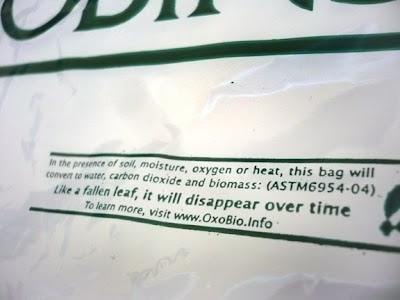 In the presence of soil, moisture, oxygen or heat, this bag will
convert to water, carbon dioxide and biomass: (ASTM6954-04)
Like a fallen leaf, it will disappear over time
To learn more, visit www.OxoBio.Info